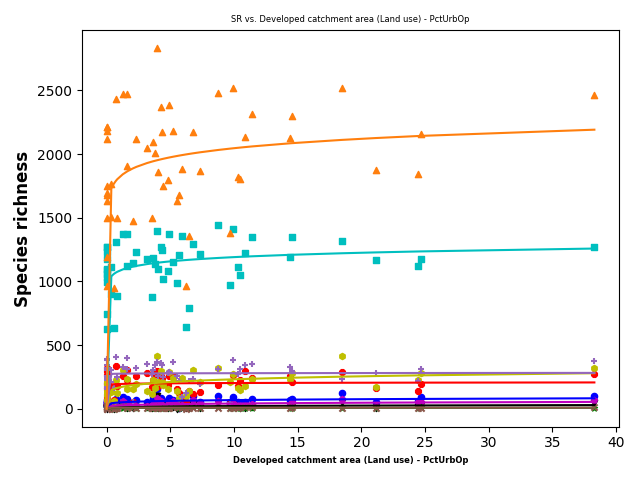 SR vs. Developed catchment area (Land use) - PctUrbOp
Species richness
2500
2000
1500
1000
500
0
0 5 10 15 20 25 30 35 40
Developed catchment area (Land use) - PctUrbOp